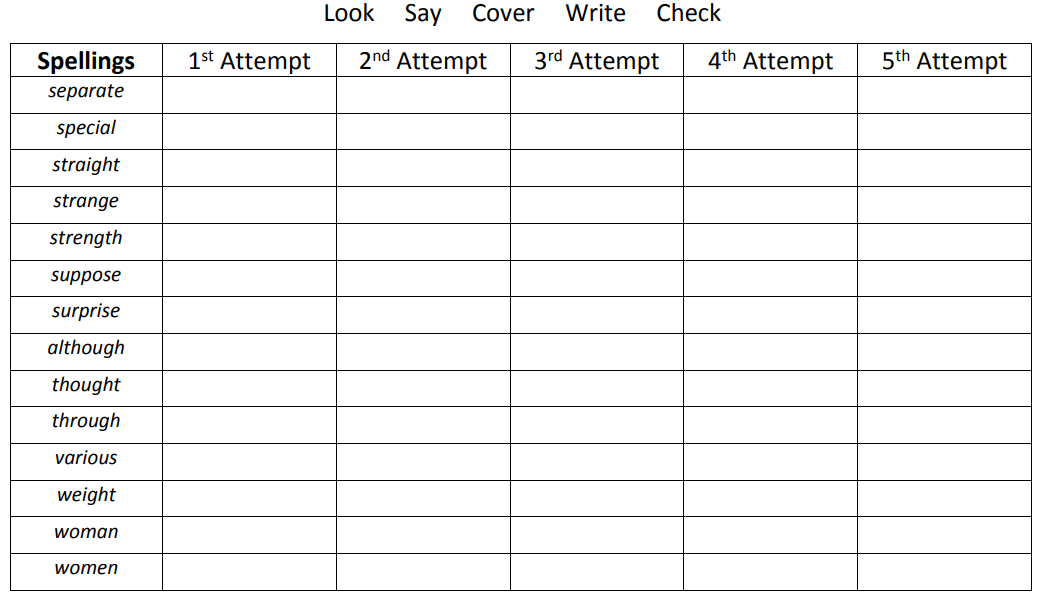 Look Say Cover Write Check
Spellings 1st Attempt 2nd Attempt 3rd Attempt 4th Attempt 5th Attempt
separate
special
straight
strange
strength
suppose
surprise
although
thought
through
various
weight
woman
women